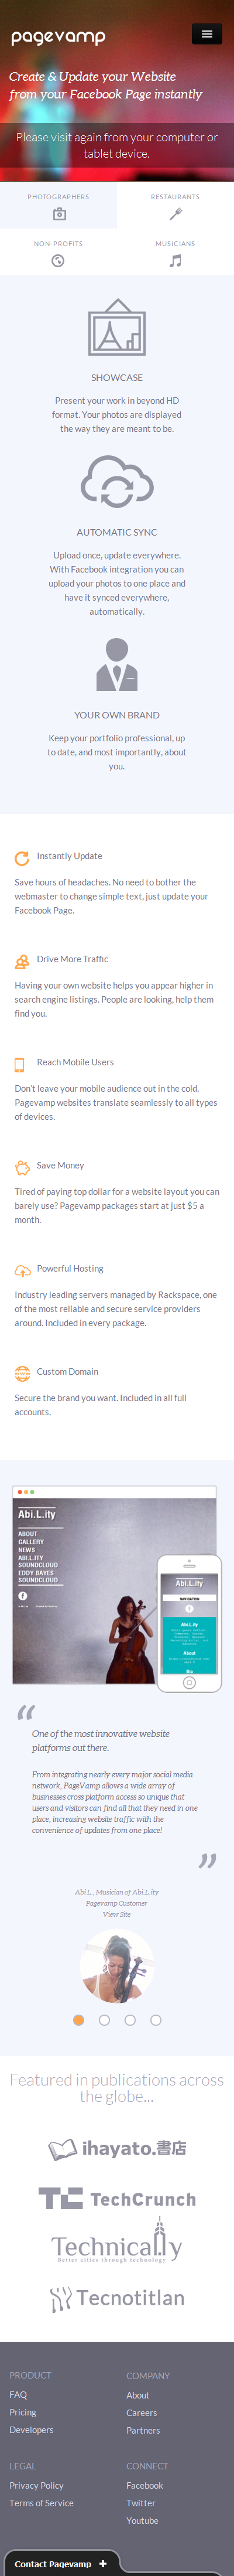 pagevamp
Create & Update your Website
from your Facebook Page instantly
Please visit again from your computer or
tablet device.
PHOTOGRAPHERS
RESTAURANTS
NON-PROFITS
MUSICIANS
SHOWCASE
Present your work in beyond HD
format. Your photos are displayed
the way they are meant to be.
AUTOMATIC SYNC
Upload once, update everywhere.
With Facebook integration you can
upload your photos to one place and
have it synced everywhere,
automatically.
YOUR OWN BRAND
Keep your portfolio professional, up
to date, and most importantly, about
you.
Instantly Update
Save hours of headaches. No need to bother the
webmaster to change simple text, just update your
Facebook Page.
Drive More Traffic
Having your own website helps you appear higher in
search engine listings. People are looking, help them
find you.
Reach Mobile Users
Don't leave your mobile audience out in the cold.
Pagevamp websites translate seamlessly to all types
of devices.
Save Money
Tired of paying top dollar for a website layout you can
barely use? Pagevamp packages start at just $5 a
month.
Powerful Hosting
Industry leading servers managed by Rackspace, one
of the most reliable and secure service providers
around. Included in every package.
Custom Domain
Secure the brand you want. Included in all full
accounts.
Abi.L.ity
ABOUT
GALLERY
NEWS
ABI.L.ITY
SOUNDCLOUD
EDDY BAYES
SOUNDCLOUD
Abi.L.ity
NAVIGATION
Abi.L.ity
About
Bio
“
One of the most innovative website
platforms out there.
From integrating nearly every major social media
network, PageVamp allows a wide array of
businesses cross platform access so unique that
users and visitors can find all that they need in one
place, increasing website traffic with the
convenience of updates from one place!
”
Abi L., Musician of Abi.L.ity
Pagevamp Customer
View Site
Featured in publications across
the globe...
ihayato.書店
TechCrunch
Technical.ly
Better cities through technology
Tecnotitlan
PRODUCT
COMPANY
FAQ
About
Pricing
Careers
Developers
Partners
LEGAL
CONNECT
Privacy Policy
Facebook
Terms of Service
Twitter
Youtube
Contact Pagevamp +